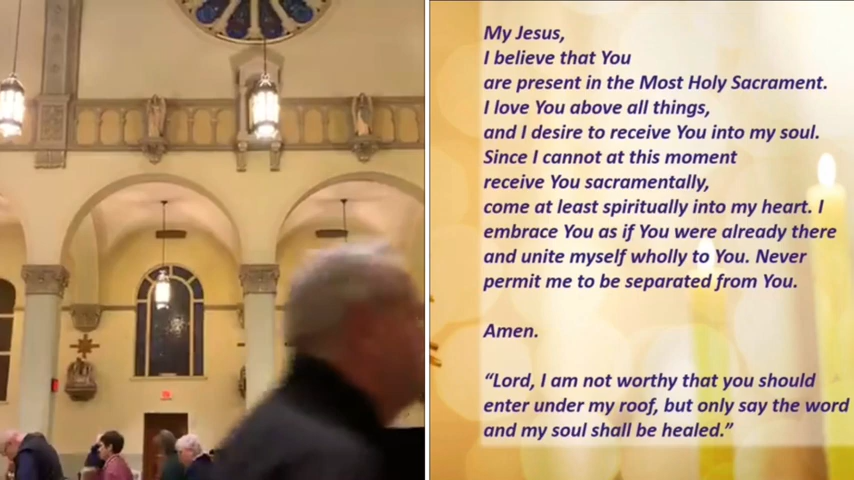 My Jesus,
I believe that You
are present in the Most Holy Sacrament.
I love You above all things,
and I desire to receive You into my soul.
Since I cannot at this moment
receive You sacramentally,
come at least spiritually into my heart. I
embrace You as if You were already there
and unite myself wholly to You. Never
permit me to be separated from You.
Amen.
“Lord, I am not worthy that you should
enter under my roof, but only say the word
and my soul shall be healed.”